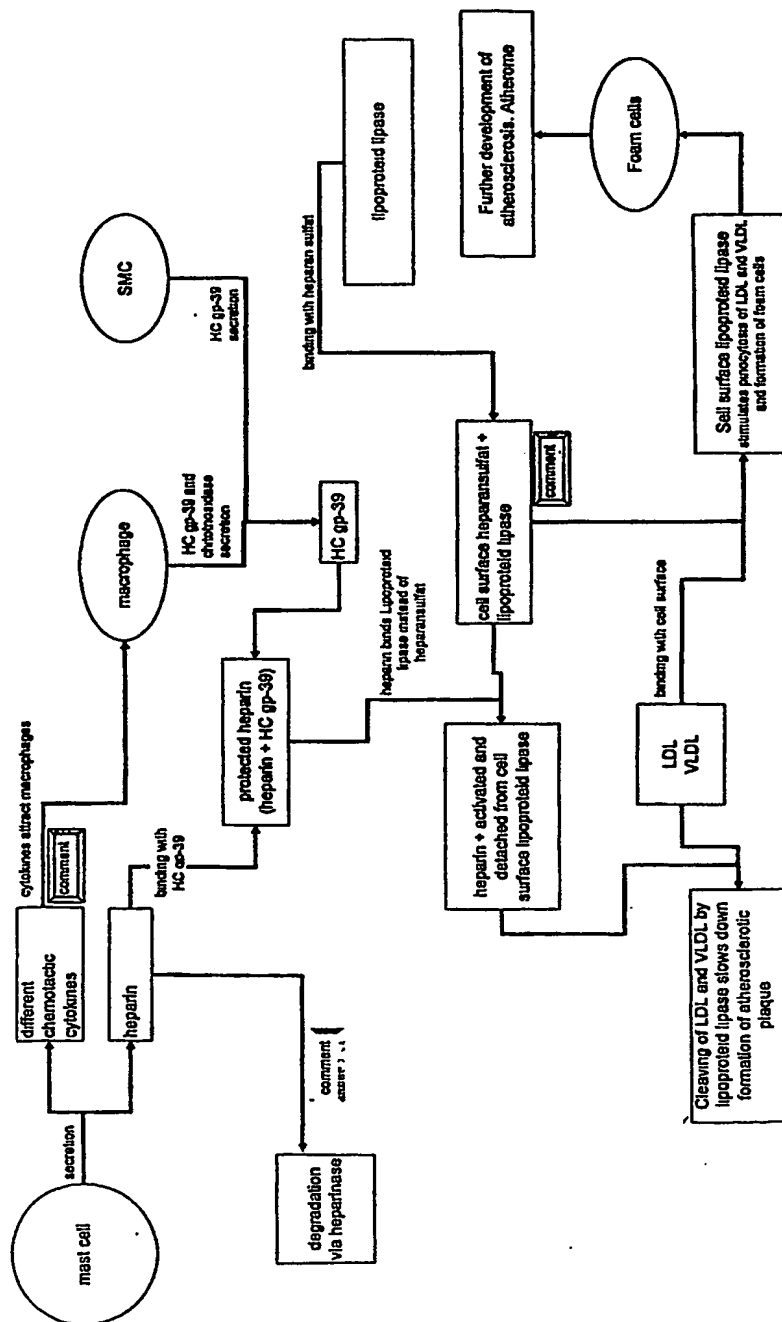 mast cell
secretion
different
chemotactic
cytokines
cytokines attract macrophages
comment
heparin
binding with
HC gp-39
comment
degradation
via heparinase
macrophage
HC gp-39 and
secretion
SMC
HC gp-39
secretion
HC gp-39
protected heparin
(heparin + HC gp-39)
heparin binds Lipoproteid
lipase instead of
heparansulfat
lipoproteid lipase
binding with heparan sulfat
cell surface heparansulfat +
lipoproteid lipase
comment
heparin + activated and
detached from cell
surface lipoproteid lipase
LDL
VLDL
binding with cell surface
Cleaving of LDL and VLDL by
lipoproteid lipase slows down
formation of atherosclerotic
plaque
Sell surface lipoproteid lipase
stimulates pinocytosis of LDL and VLDL
and formation of foam cells
Foam cells
Further development of
atherosclerosis. Atherome